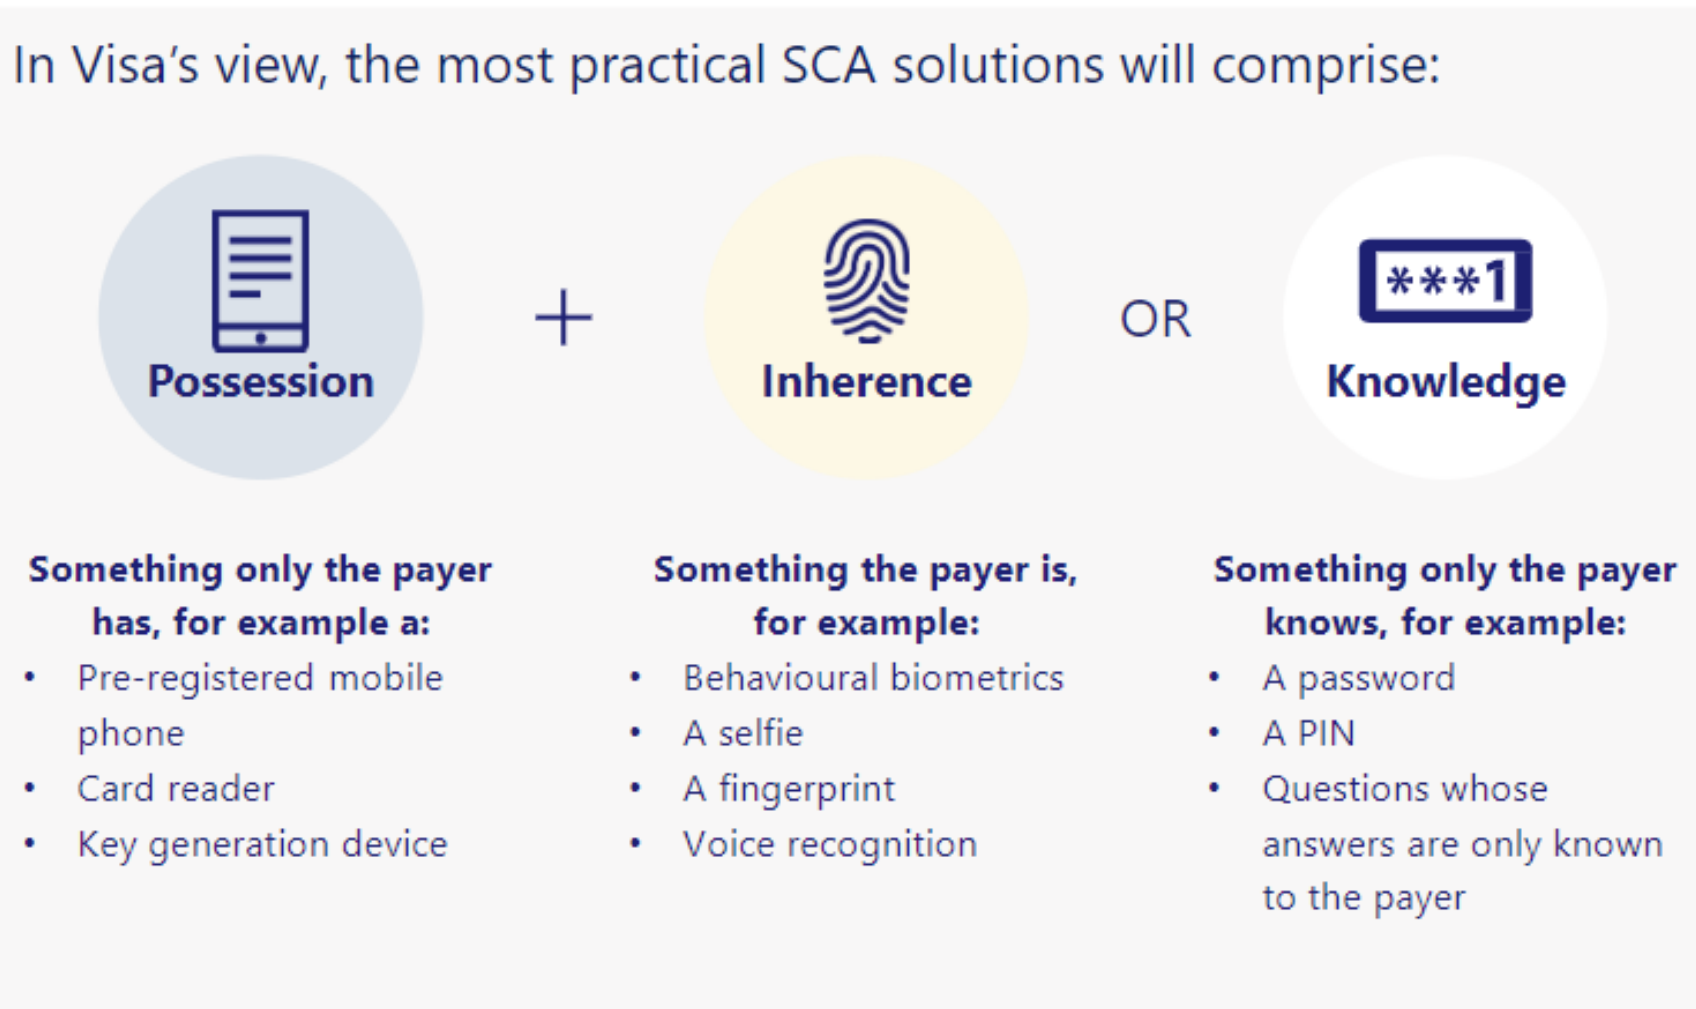 In Visa's view, the most practical SCA solutions will comprise:
Possession
+
Inherence
OR
***1
Knowledge
Something only the payer
has, for example a:
• Pre-registered mobile
phone
• Card reader
• Key generation device
Something the payer is,
for example:
• Behavioural biometrics
• A selfie
• A fingerprint
• Voice recognition
Something only the payer
knows, for example:
• A password
• A PIN
• Questions whose
answers are only known
to the payer